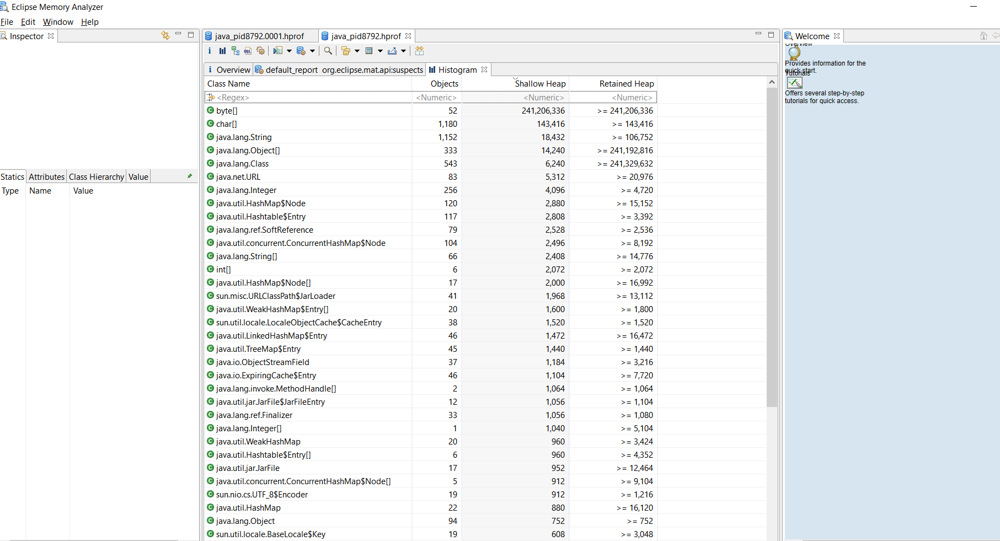 Eclipse Memory Analyzer
File Edit Window Help
Inspector
Statics Attributes Class Hierarchy Value
Type Name Value
java_pid8792.0001.hprof java_pid8792.hprof
i Overview default_report org.eclipse.mat.api:suspects Histogram
Class Name Objects Shallow Heap Retained Heap
<Regex> <Numeric> <Numeric> <Numeric>
byte[] 52 241,206,336 >= 241,206,336
char[] 1,180 143,416 >= 143,416
java.lang.String 1,152 18,432 >= 106,752
java.lang.Object[] 333 14,240 >= 241,192,816
java.lang.Class 543 6,240 >= 241,329,632
java.net.URL 83 5,312 >= 20,976
java.lang.Integer 256 4,096 >= 4,720
java.util.HashMap$Node 120 2,880 >= 15,152
java.util.Hashtable$Entry 117 2,808 >= 3,392
java.lang.ref.SoftReference 79 2,528 >= 2,536
java.util.concurrent.ConcurrentHashMap$Node 104 2,496 >= 8,192
java.lang.String[] 66 2,408 >= 14,776
int[] 6 2,072 >= 2,072
java.util.HashMap$Node[] 17 2,000 >= 16,992
sun.misc.URLClassPath$JarLoader 41 1,968 >= 13,112
java.util.WeakHashMap$Entry[] 20 1,600 >= 1,800
sun.util.locale.LocaleObjectCache$CacheEntry 38 1,520 >= 1,520
java.util.LinkedHashMap$Entry 46 1,472 >= 16,472
java.util.TreeMap$Entry 45 1,440 >= 1,440
java.io.ObjectStreamField 37 1,184 >= 3,216
java.io.ExpiringCache$Entry 46 1,104 >= 7,720
java.lang.invoke.MethodHandle[] 2 1,064 >= 1,064
java.util.jar.JarFile$JarFileEntry 12 1,056 >= 1,104
java.lang.ref.Finalizer 33 1,056 >= 1,080
java.lang.Integer[] 1 1,040 >= 5,104
java.util.WeakHashMap 20 960 >= 3,424
java.util.Hashtable$Entry[] 6 960 >= 4,352
java.util.jar.JarFile 17 952 >= 12,464
java.util.concurrent.ConcurrentHashMap$Node[] 5 912 >= 9,104
sun.nio.cs.UTF_8$Encoder 19 912 >= 1,216
java.util.HashMap 22 880 >= 16,120
java.lang.Object 94 752 >= 752
sun.util.locale.BaseLocale$Key 19 608 >= 3,048
Welcome
Overview
Provides information for the
quick start.
Tutorials
Offers several step-by-step
tutorials for quick access.